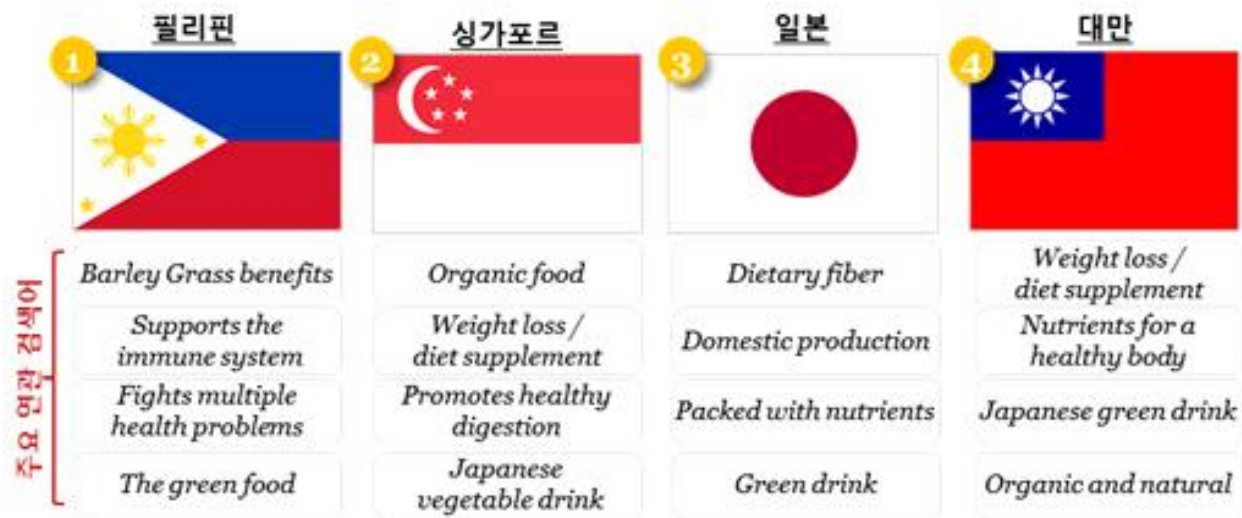 필리핀
싱가포르
일본
대만
1
2
3
4
주요 연관 검색어
Barley Grass benefits
Organic food
Dietary fiber
Weight loss /
diet supplement
Supports the
immune system
Weight loss /
diet supplement
Domestic production
Nutrients for a
healthy body
Fights multiple
health problems
Promotes healthy
digestion
Packed with nutrients
Japanese green drink
The green food
Japanese
vegetable drink
Green drink
Organic and natural